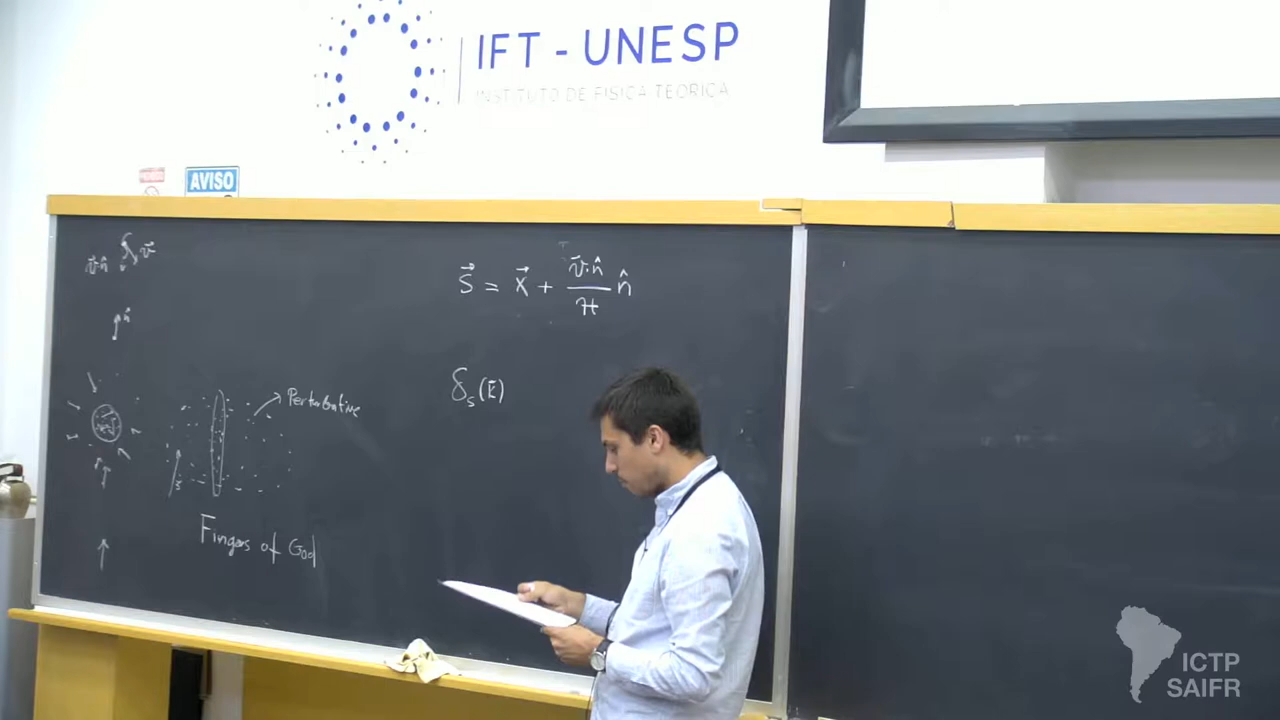 IFT - UNESP
INSTITUTO DE FÍSICA TEÓRICA
AVISO
v⃗·n̂ v⃗
n̂
S⃗ = x⃗ + (v⃗·n̂)/ℋ n̂
δₛ(k⃗)
Perturbative
Fingers of God
ICTP
SAIFR